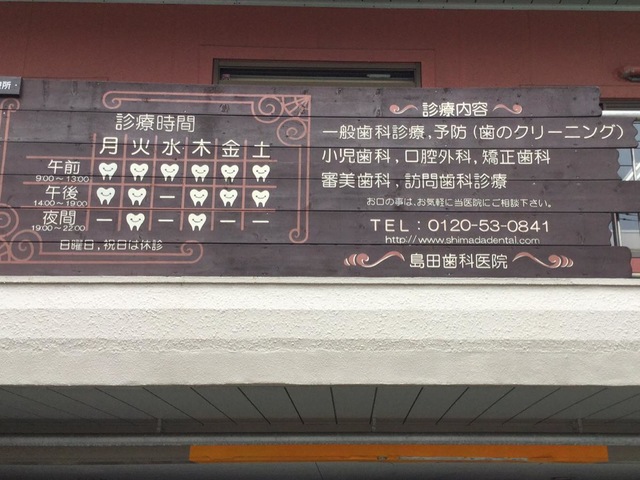 診療時間
月 火 水 木 金 土
午前
9:00～13:00
午後
14:00～19:00
夜間
19:00～22:00
日曜日,祝日は休診
診療内容
一般歯科診療,予防(歯のクリーニング)
小児歯科,口腔外科,矯正歯科
審美歯科,訪問歯科診療
お口の事は、お気軽に当医院にご相談下さい。
TEL:0120-53-0841
http://www.shimadadental.com
島田歯科医院